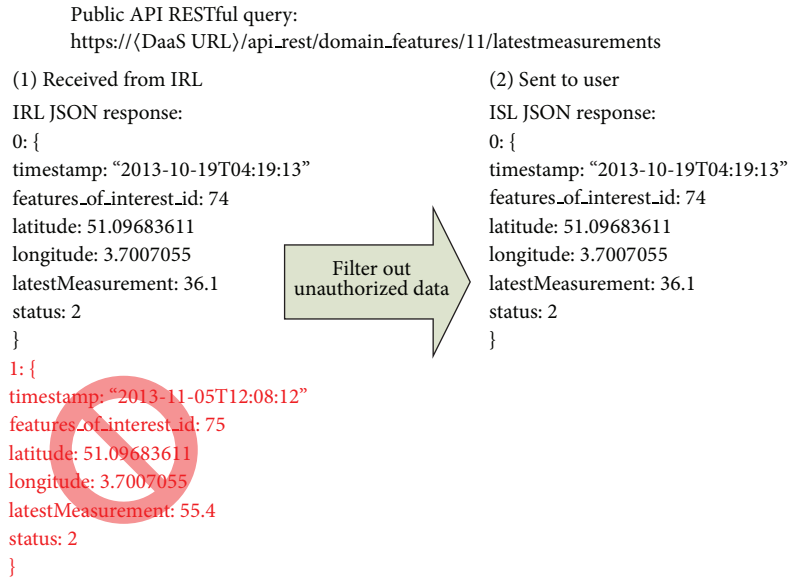 Public API RESTful query:
https://⟨DaaS URL⟩/api_rest/domain_features/11/latestmeasurements
(1) Received from IRL
IRL JSON response:
0: {
timestamp: “2013-10-19T04:19:13”
features_of_interest_id: 74
latitude: 51.09683611
longitude: 3.7007055
latestMeasurement: 36.1
status: 2
}
1: {
timestamp: “2013-11-05T12:08:12”
features_of_interest_id: 75
latitude: 51.09683611
longitude: 3.7007055
latestMeasurement: 55.4
status: 2
}
Filter out
unauthorized data
(2) Sent to user
ISL JSON response:
0: {
timestamp: “2013-10-19T04:19:13”
features_of_interest_id: 74
latitude: 51.09683611
longitude: 3.7007055
latestMeasurement: 36.1
status: 2
}